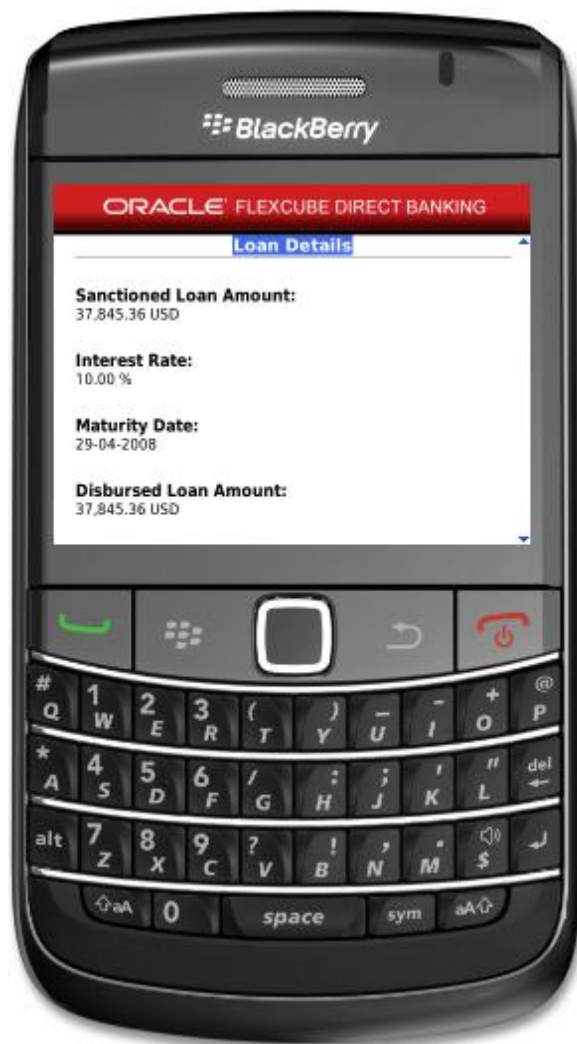 BlackBerry
ORACLE FLEXCUBE DIRECT BANKING
Loan Details
Sanctioned Loan Amount:
37,845.36 USD
Interest Rate:
10.00 %
Maturity Date:
29-04-2008
Disbursed Loan Amount:
37,845.36 USD
# 1 2 3 ( ) _ - + @
Q W E R T Y U I O P
* 4 5 6 / : ; ' " del
A S D F G H J K L
alt 7 8 9 ? ! , . $
Z X C V B N M
aA 0 space sym aA